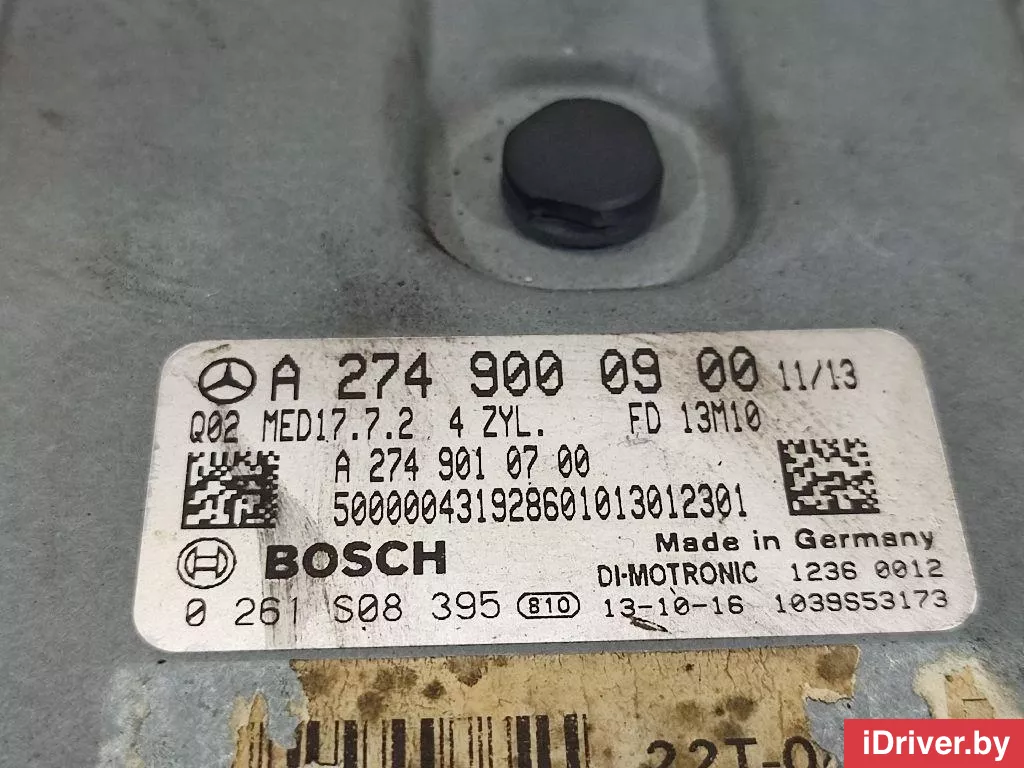 A 274 900 09 00 11/13
Q02 MED17.7.2 4 ZYL. FD 13M10
A 274 901 07 00
500000431928601013012301
BOSCH
Made in Germany
DI-MOTRONIC 1236 0012
0 261 S08 395 810 13-10-16 1039S53173
iDriver.by